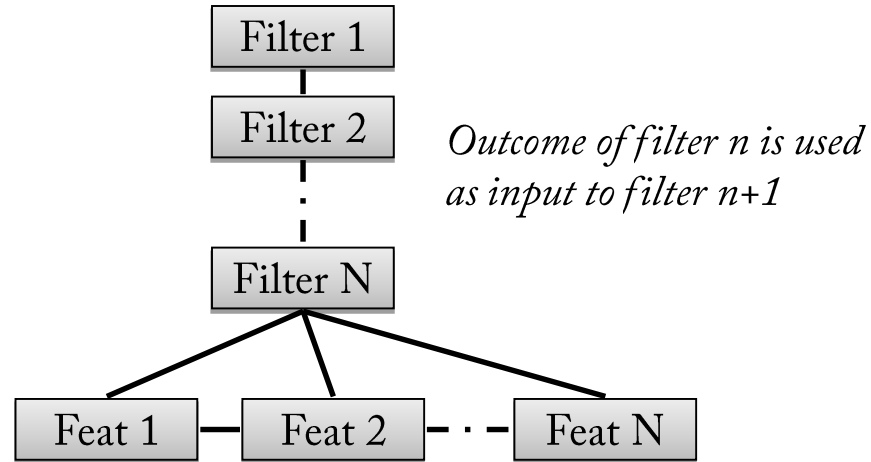 Filter 1
Filter 2
Outcome of filter n is used
as input to filter n+1
Filter N
Feat 1
Feat 2
Feat N